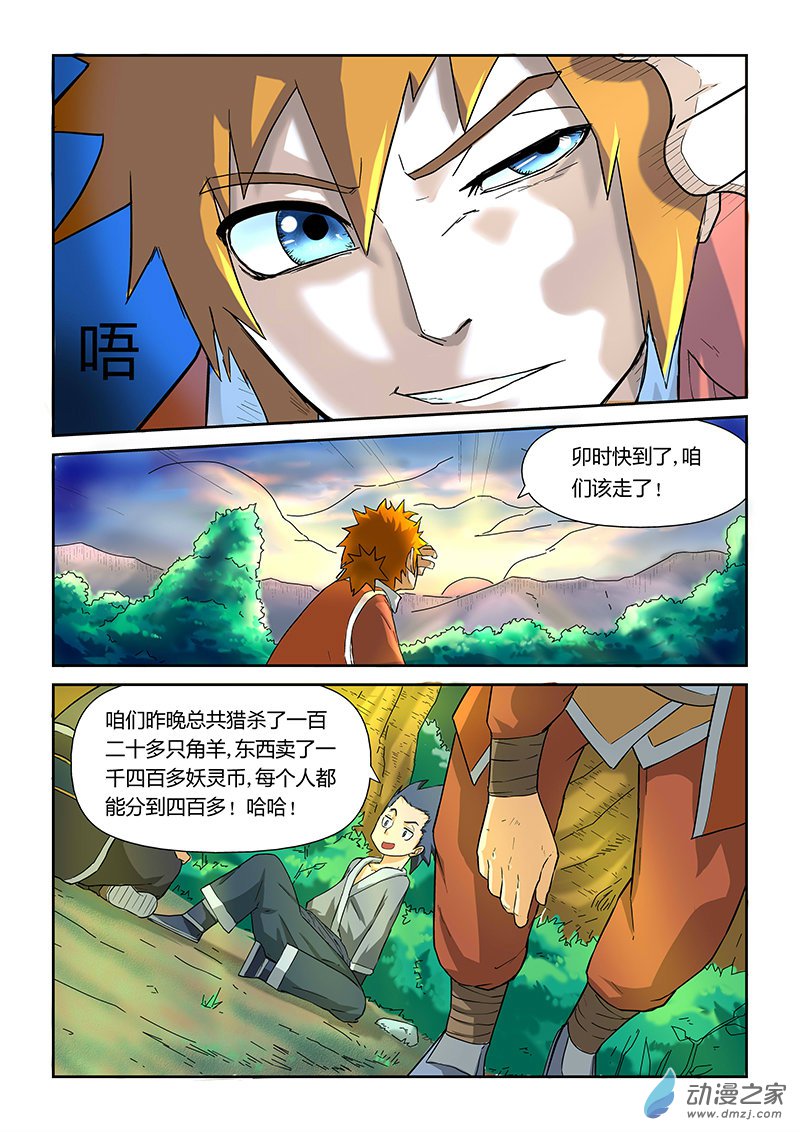 唔
卯时快到了，咱
们该走了！
咱们昨晚总共猎杀了一百
二十多只角羊，东西卖了一
千四百多妖灵币，每个人都
能分到四百多！哈哈！
动漫之家
www.dmzj.com